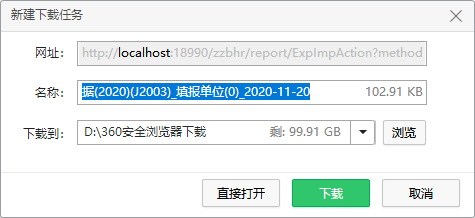 新建下载任务
网址: http://localhost:18990/zzbhr/report/ExpImpAction?method
名称: 据(2020)(J2003)_填报单位(0)_2020-11-20 102.91 KB
下载到: D:\360安全浏览器下载 剩: 99.91 GB 浏览
直接打开 下载 取消